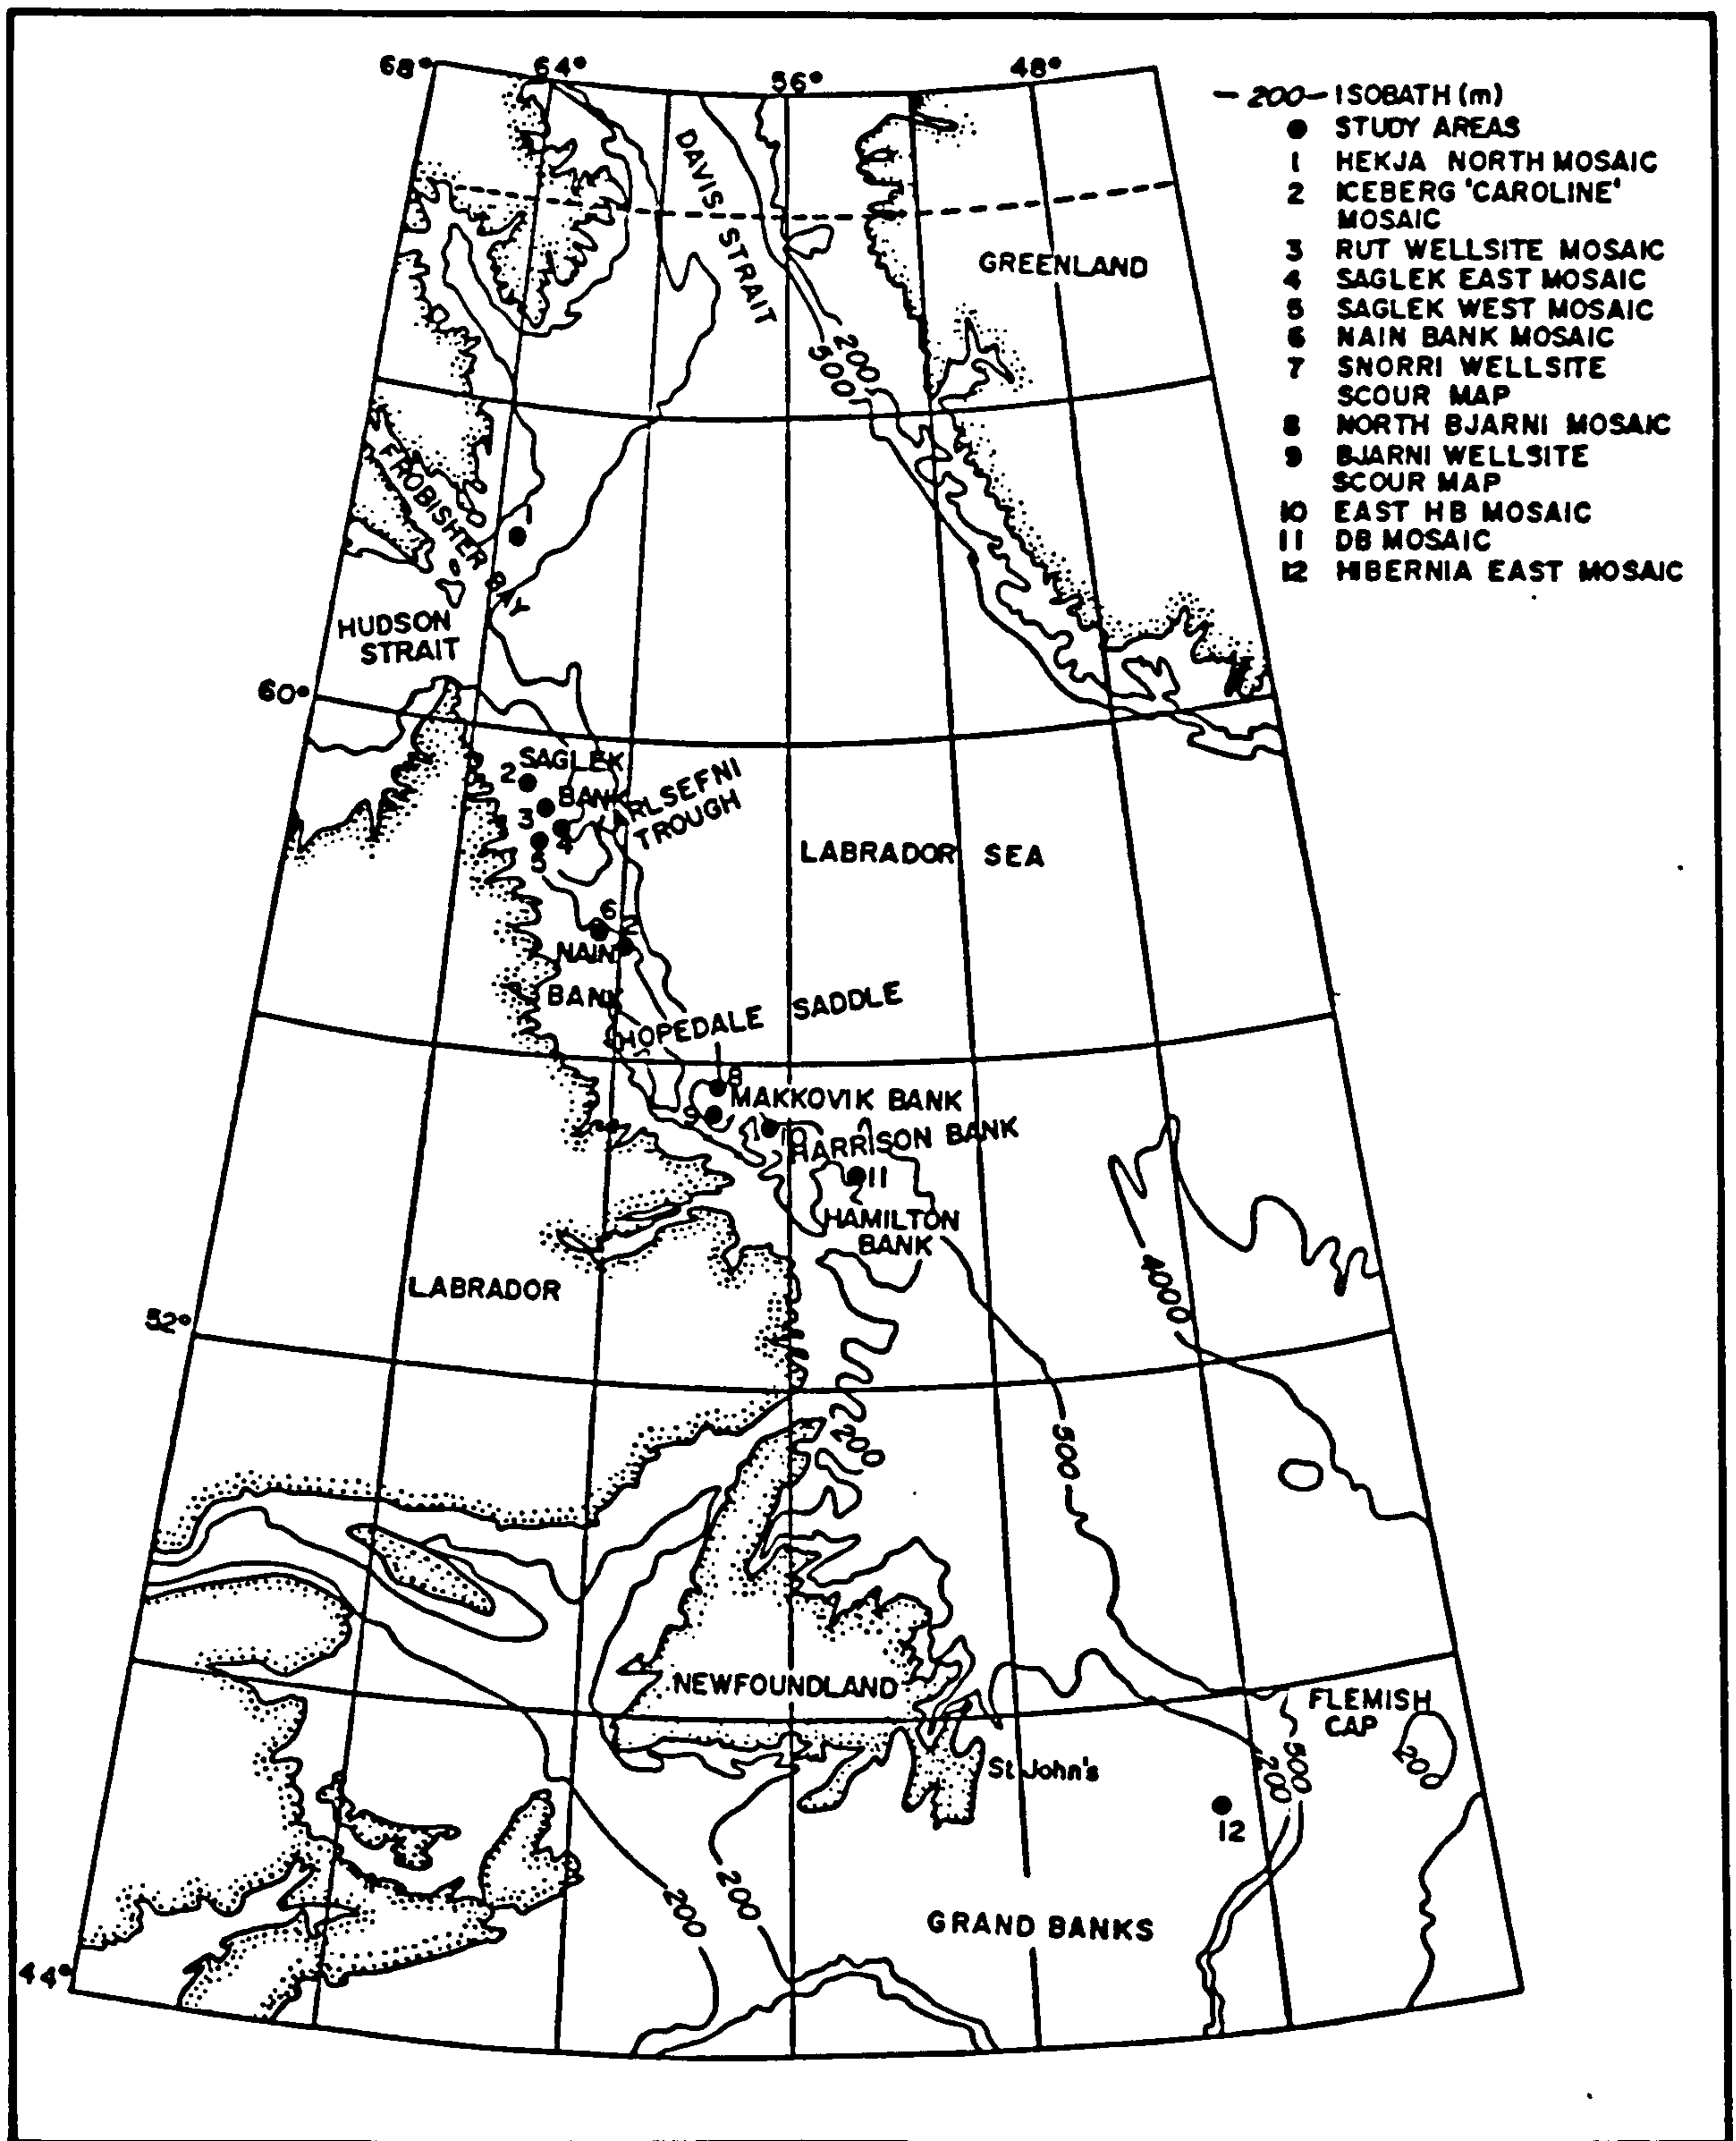 68°
64°
56°
48°
- 200 - ISOBATH (m)
● STUDY AREAS
1 HEKJA NORTH MOSAIC
2 ICEBERG 'CAROLINE'
MOSAIC
3 RUT WELLSITE MOSAIC
4 SAGLEK EAST MOSAIC
5 SAGLEK WEST MOSAIC
6 NAIN BANK MOSAIC
7 SNORRI WELLSITE
SCOUR MAP
8 NORTH BJARNI MOSAIC
9 BJARNI WELLSITE
SCOUR MAP
10 EAST HB MOSAIC
11 DB MOSAIC
12 HIBERNIA EAST MOSAIC
DAVIS STRAIT
GREENLAND
200
500
FROBISHER BAY
1
HUDSON
STRAIT
60°
SAGLEK
2
BANK
3
4
5
RLSEFNI
TROUGH
LABRADOR SEA
6
NAIN
BANK
HOPEDALE SADDLE
8
MAKKOVIK BANK
9
10
HARRISON BANK
11
HAMILTON
BANK
4000
LABRADOR
52°
200
500
NEWFOUNDLAND
FLEMISH
CAP
200
St John's
200
500
12
200
200
GRAND BANKS
44°